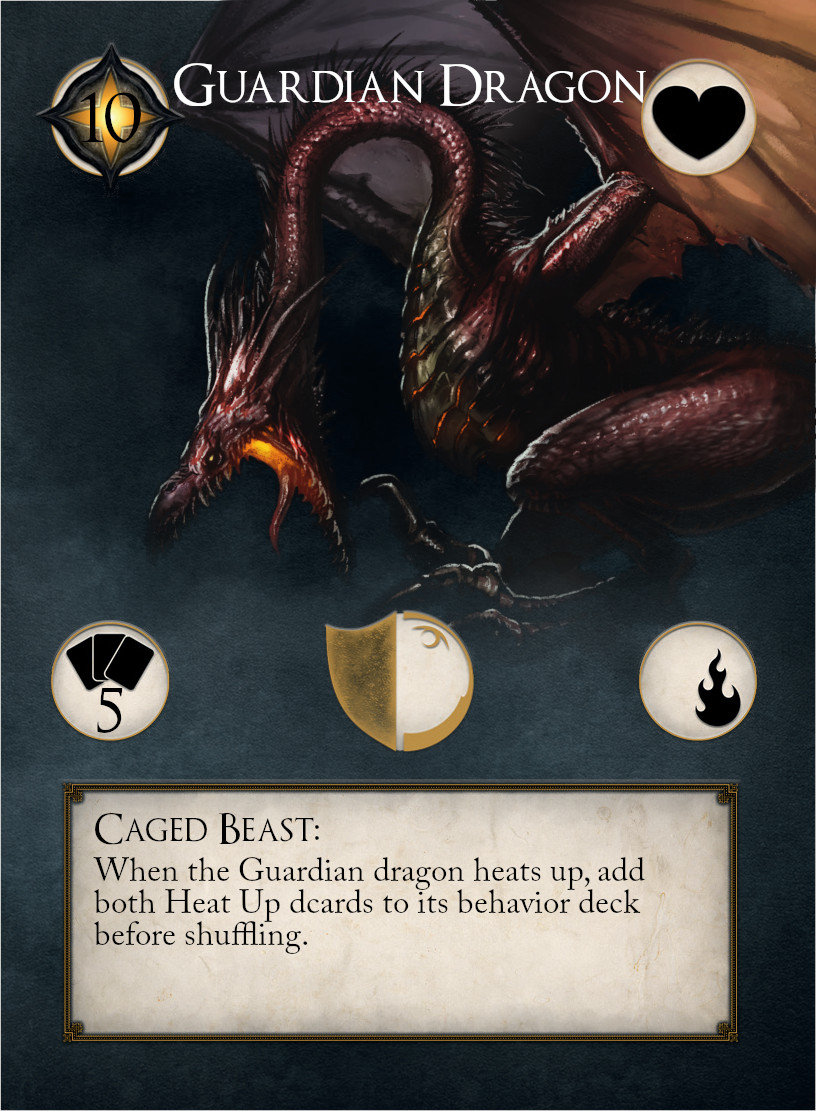 10
GUARDIAN DRAGON
5
CAGED BEAST:
When the Guardian dragon heats up, add
both Heat Up dcards to its behavior deck
before shuffling.